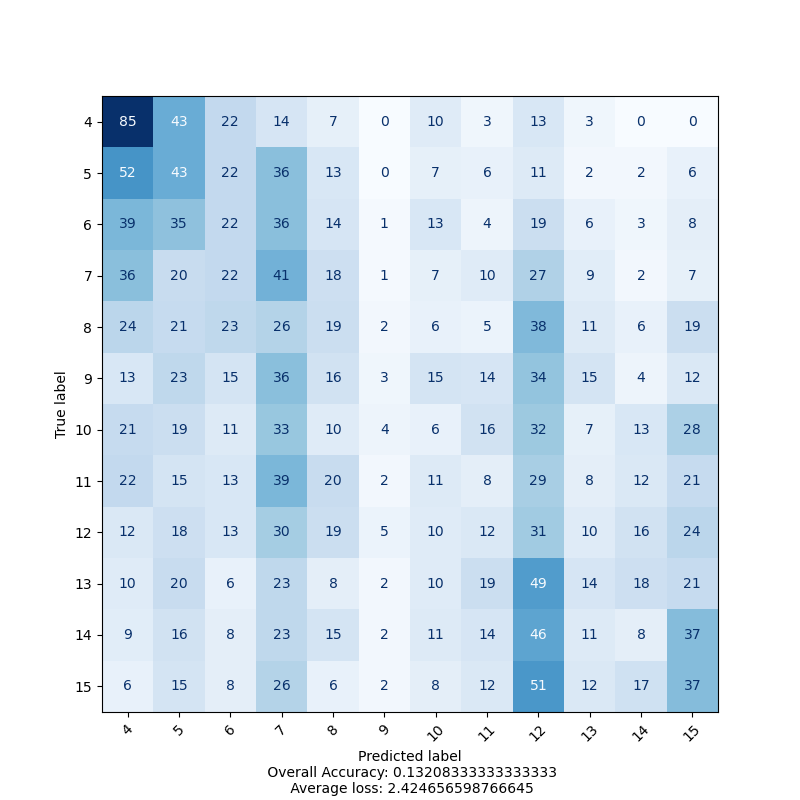 4 85 43 22 14 7 0 10 3 13 3 0 0
5 52 43 22 36 13 0 7 6 11 2 2 6
6 39 35 22 36 14 1 13 4 19 6 3 8
7 36 20 22 41 18 1 7 10 27 9 2 7
8 24 21 23 26 19 2 6 5 38 11 6 19
9 13 23 15 36 16 3 15 14 34 15 4 12
True label
10 21 19 11 33 10 4 6 16 32 7 13 28
11 22 15 13 39 20 2 11 8 29 8 12 21
12 12 18 13 30 19 5 10 12 31 10 16 24
13 10 20 6 23 8 2 10 19 49 14 18 21
14 9 16 8 23 15 2 11 14 46 11 8 37
15 6 15 8 26 6 2 8 12 51 12 17 37
4 5 6 7 8 9 10 11 12 13 14 15
Predicted label
Overall Accuracy: 0.13208333333333333
Average loss: 2.424656598766645